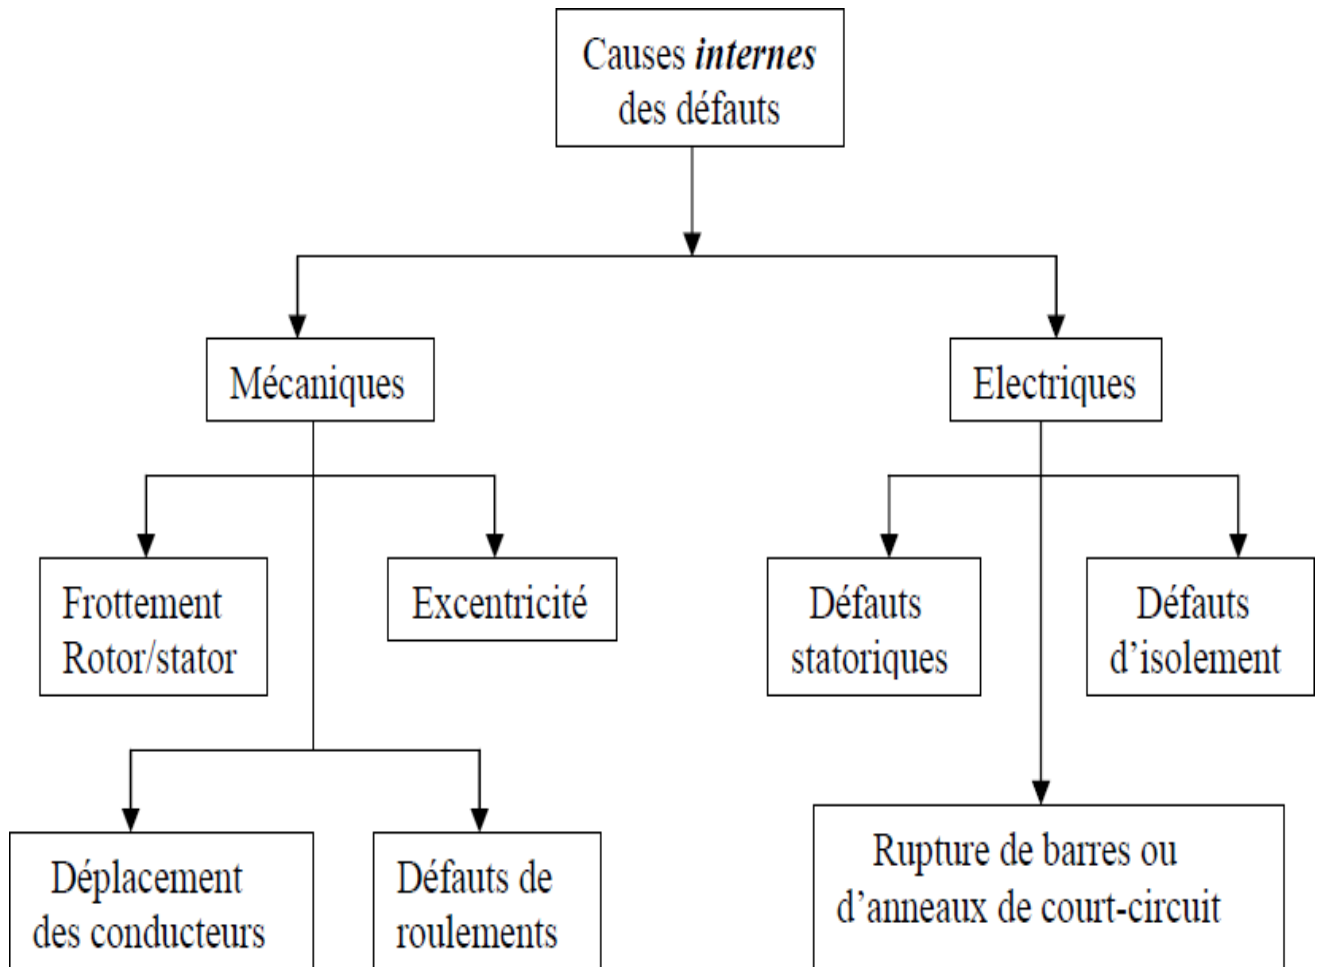 Causes internes
des défauts
Mécaniques
Electriques
Frottement
Rotor/stator
Excentricité
Défauts
statoriques
Défauts
d’isolement
Déplacement
des conducteurs
Défauts de
roulements
Rupture de barres ou
d’anneaux de court-circuit